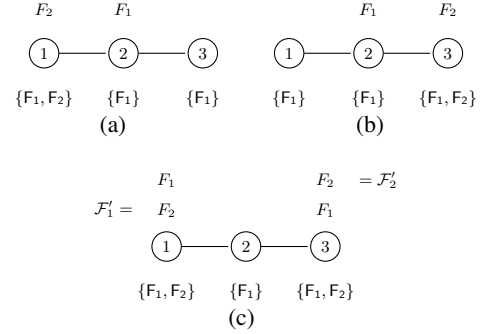 F₂ F₁ F₁ F₂
1 2 3 1 2 3
{F₁, F₂} {F₁} {F₁} {F₁} {F₁} {F₁, F₂}
(a) (b)
F₁ F₂ = 𝓕′₂
𝓕′₁ = F₂ F₁
1 2 3
{F₁, F₂} {F₁} {F₁, F₂}
(c)